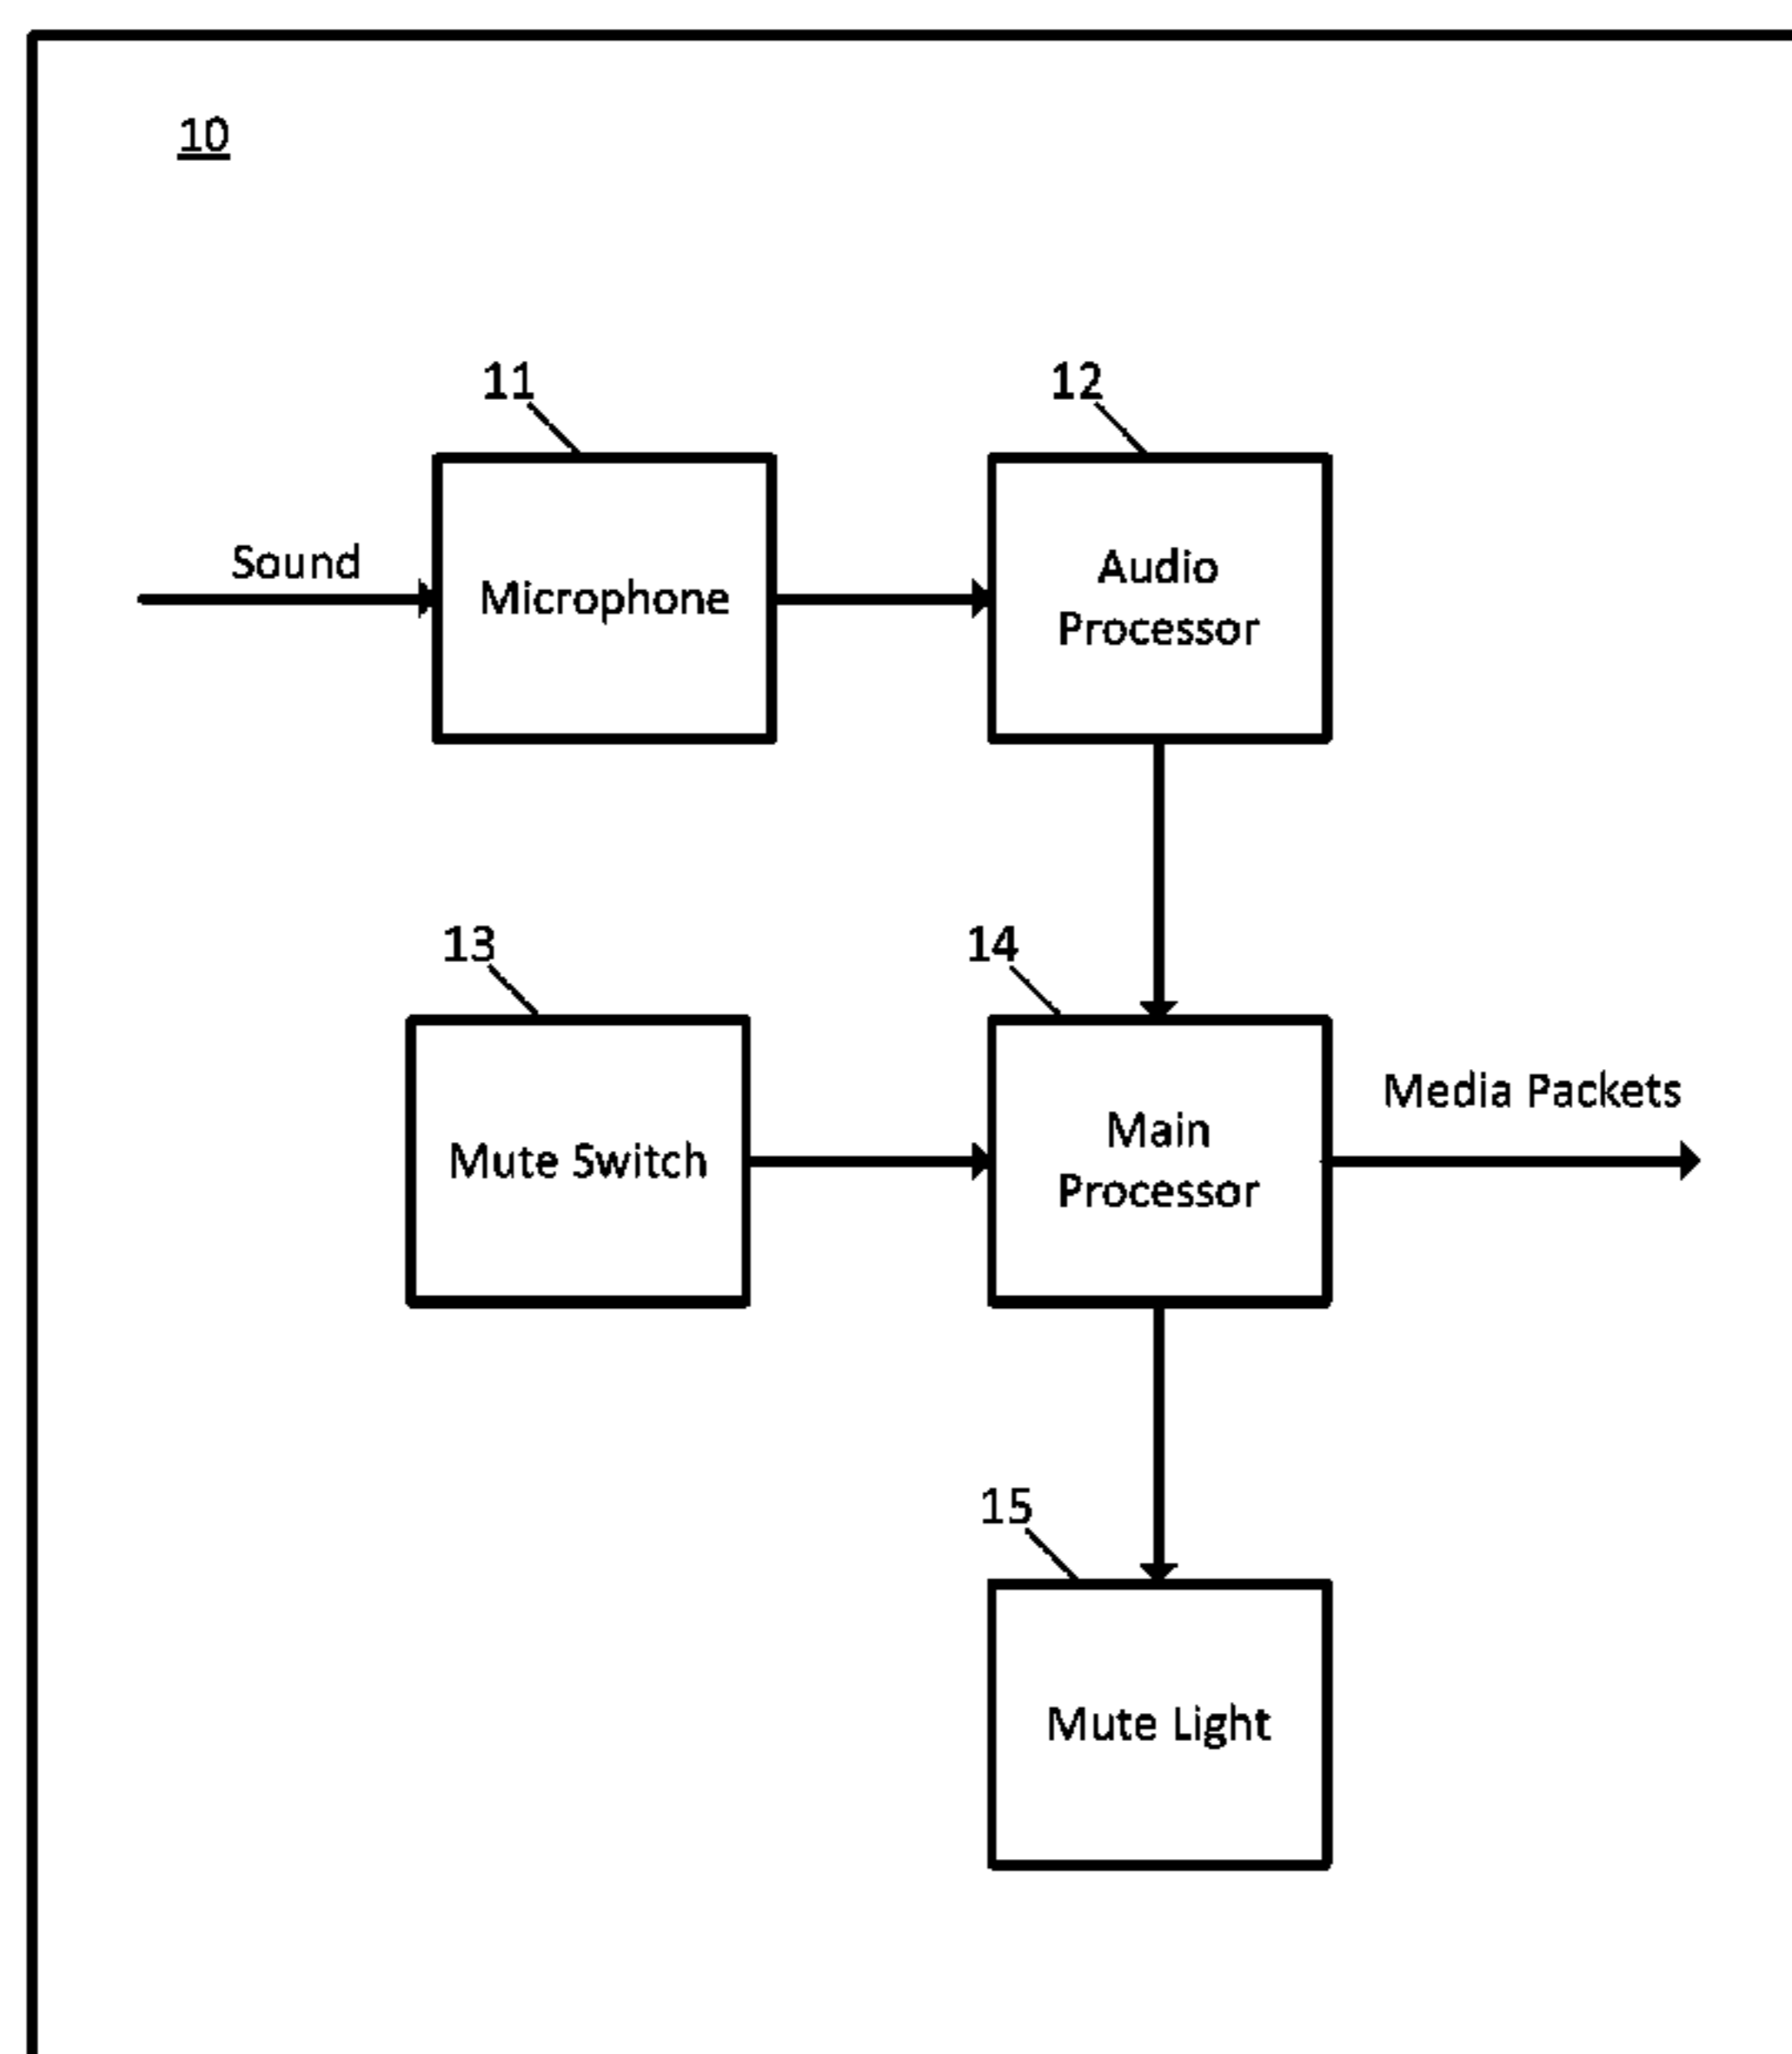 10
11
12
Sound
Microphone
Audio
Processor
13
14
Mute Switch
Main
Processor
Media Packets
15
Mute Light